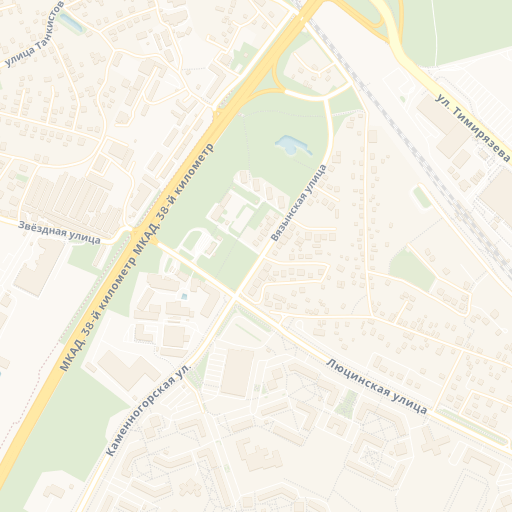 улица Танкистов
ул. Тимирязева
МКАД, 38-й километр
Вязынская улица
Звёздная улица
МКАД, 38-й километр
Люцинская улица
Каменногорская ул.